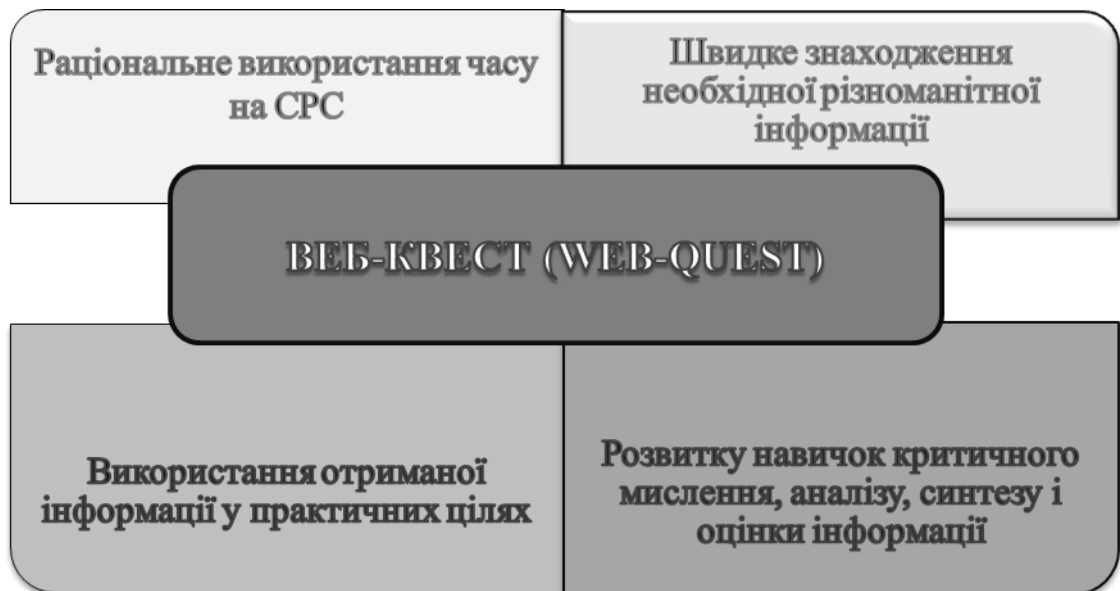 Раціональне використання часу
на СРС
Швидке знаходження
необхідної різноманітної
інформації
ВЕБ-КВЕСТ (WEB-QUEST)
Використання отриманої
інформації у практичних цілях
Розвитку навичок критичного
мислення, аналізу, синтезу і
оцінки інформації